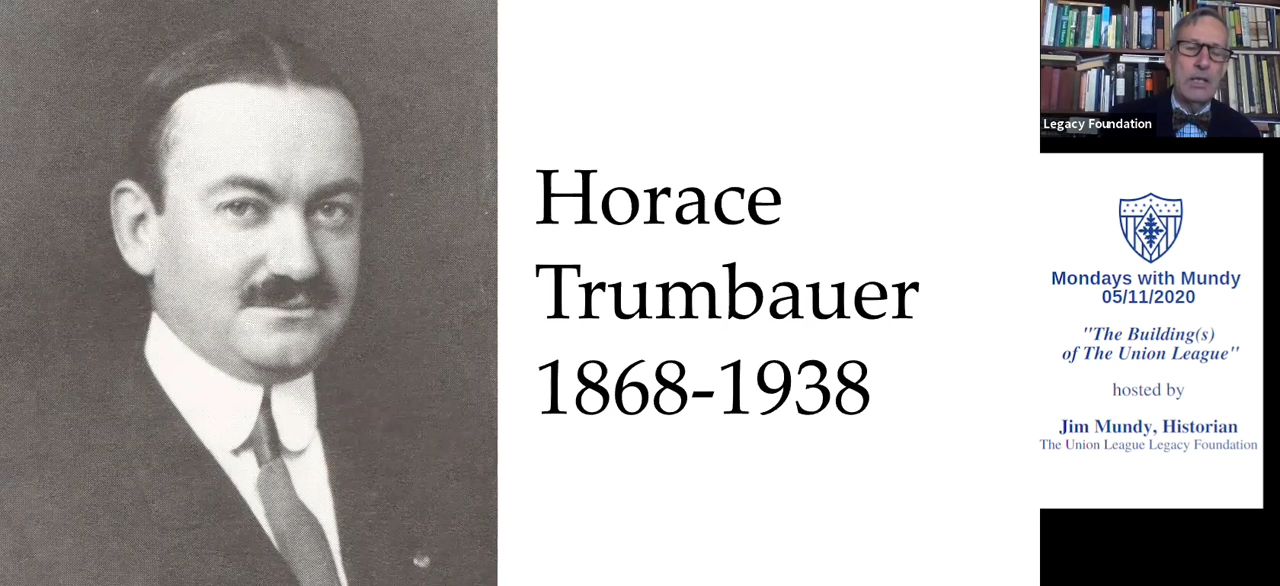 Horace
Trumbauer
1868-1938
Legacy Foundation
Mondays with Mundy
05/11/2020
"The Building(s)
of The Union League"
hosted by
Jim Mundy, Historian
The Union League Legacy Foundation